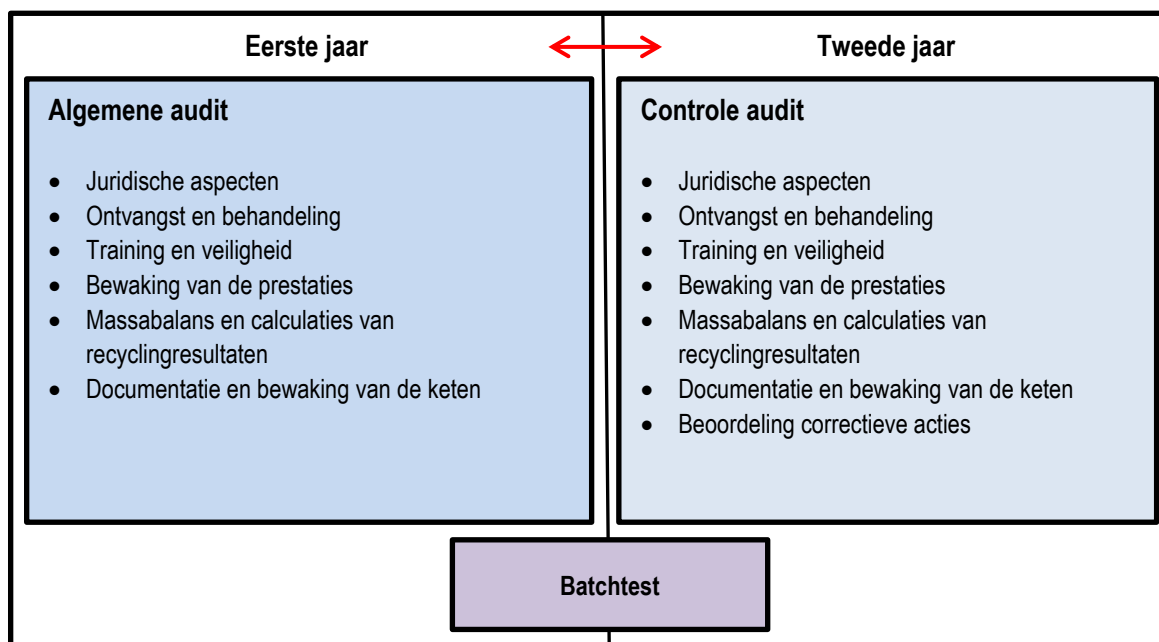 Eerste jaar
Algemene audit
• Juridische aspecten
• Ontvangst en behandeling
• Training en veiligheid
• Bewaking van de prestaties
• Massabalans en calculaties van
recyclingresultaten
• Documentatie en bewaking van de keten
Tweede jaar
Controle audit
• Juridische aspecten
• Ontvangst en behandeling
• Training en veiligheid
• Bewaking van de prestaties
• Massabalans en calculaties van
recyclingresultaten
• Documentatie en bewaking van de keten
• Beoordeling correctieve acties
Batchtest